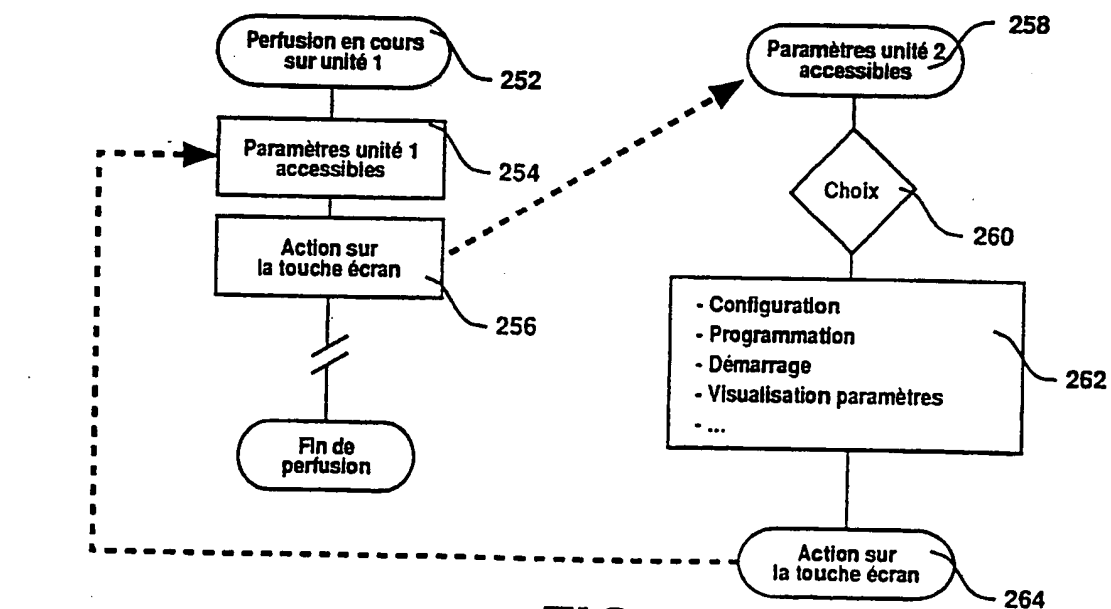 Perfusion en cours
sur unité 1
252
Paramètres unité 1
accessibles
254
Action sur
la touche écran
256
Fin de
perfusion
Paramètres unité 2
accessibles
258
Choix
260
- Configuration
- Programmation
- Démarrage
- Visualisation paramètres
- ...
262
Action sur
la touche écran
264